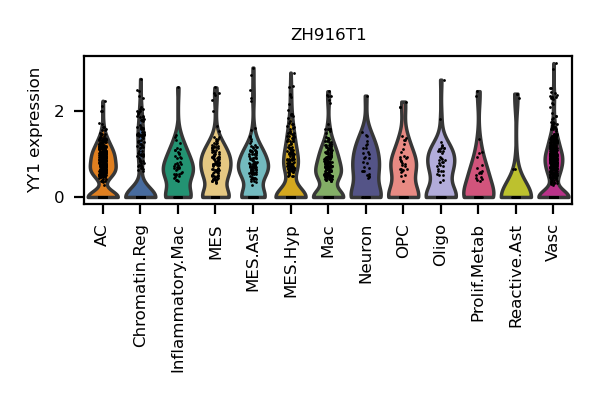 ZH916T1
YY1 expression
2
0
AC
Chromatin.Reg
Inflammatory.Mac
MES
MES.Ast
MES.Hyp
Mac
Neuron
OPC
Oligo
Prolif.Metab
Reactive.Ast
Vasc